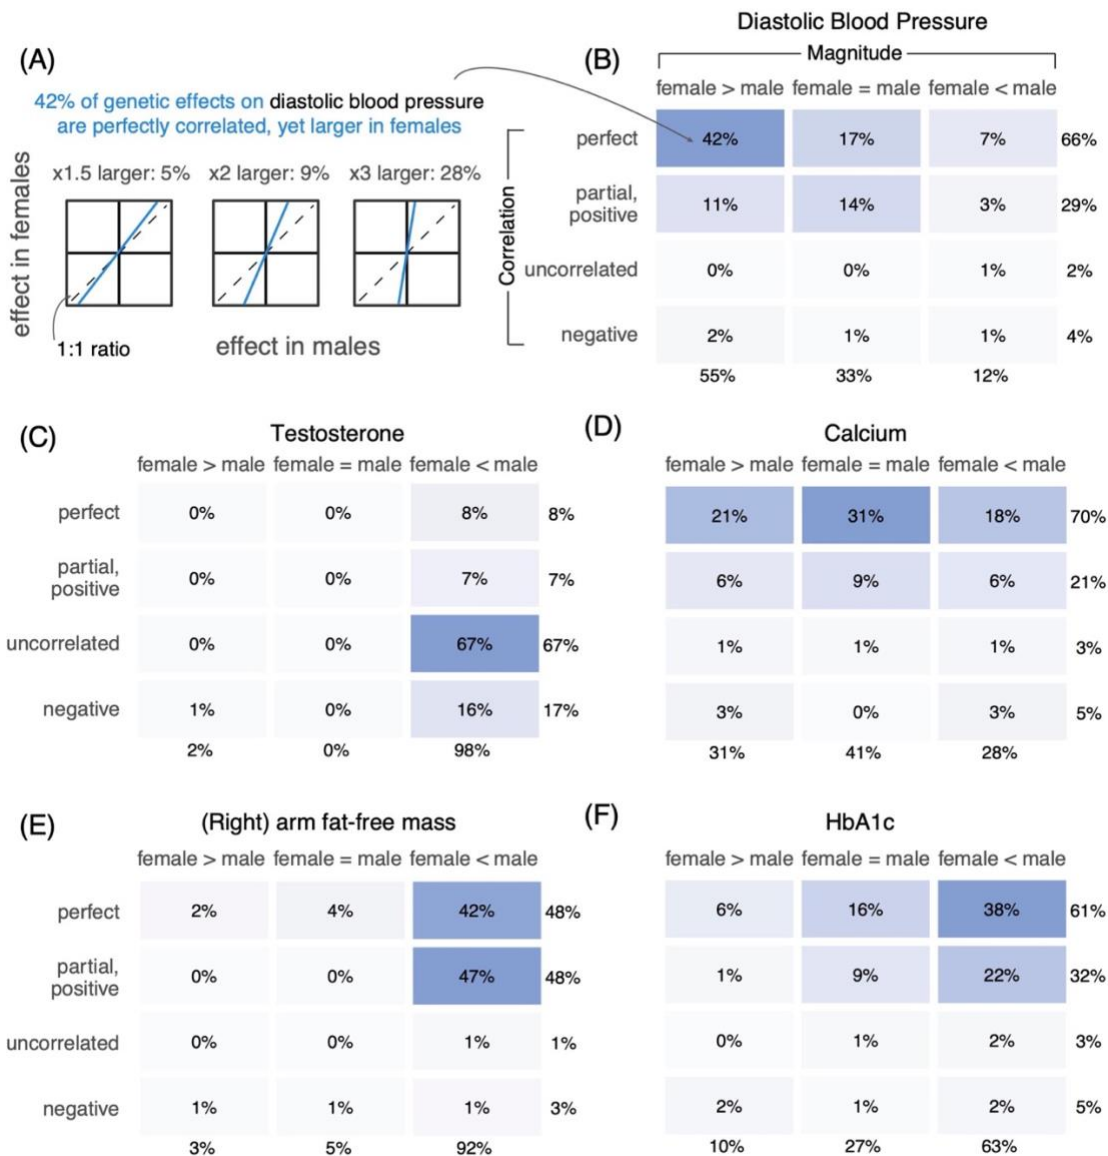 (A)
42% of genetic effects on diastolic blood pressure
are perfectly correlated, yet larger in females
x1.5 larger: 5% x2 larger: 9% x3 larger: 28%
effect in females
1:1 ratio
effect in males
(B)
Diastolic Blood Pressure
Magnitude
female > male female = male female < male
Correlation
perfect 42% 17% 7% 66%
partial,
positive 11% 14% 3% 29%
uncorrelated 0% 0% 1% 2%
negative 2% 1% 1% 4%
55% 33% 12%
(C)
Testosterone
female > male female = male female < male
perfect 0% 0% 8% 8%
partial,
positive 0% 0% 7% 7%
uncorrelated 0% 0% 67% 67%
negative 1% 0% 16% 17%
2% 0% 98%
(D)
Calcium
female > male female = male female < male
21% 31% 18% 70%
6% 9% 6% 21%
1% 1% 1% 3%
3% 0% 3% 5%
31% 41% 28%
(E)
(Right) arm fat-free mass
female > male female = male female < male
perfect 2% 4% 42% 48%
partial,
positive 0% 0% 47% 48%
uncorrelated 0% 0% 1% 1%
negative 1% 1% 1% 3%
3% 5% 92%
(F)
HbA1c
female > male female = male female < male
6% 16% 38% 61%
1% 9% 22% 32%
0% 1% 2% 3%
2% 1% 2% 5%
10% 27% 63%